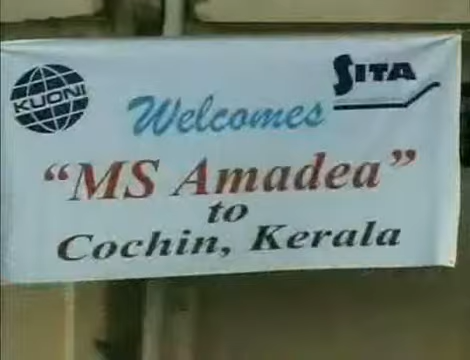 KUONI
SITA
Welcomes
"MS Amadea"
to
Cochin, Kerala